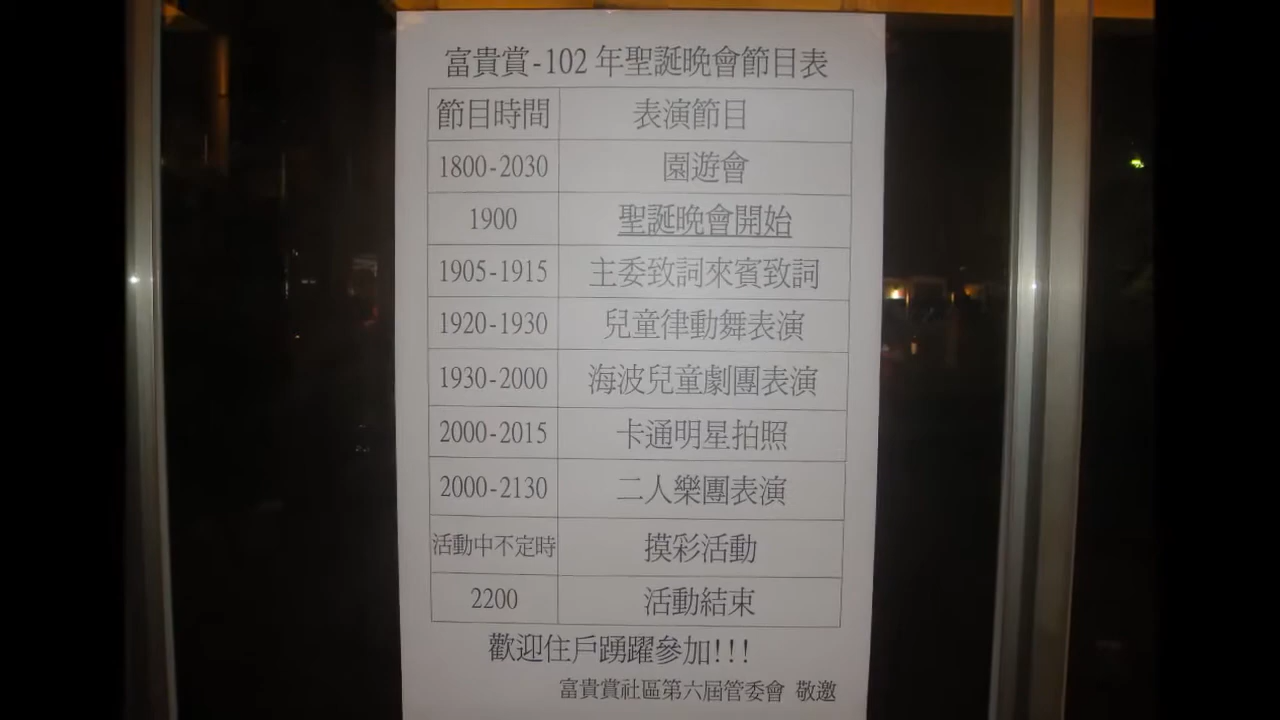 富貴賞-102 年聖誕晚會節目表
節目時間 表演節目
1800-2030 園遊會
1900 聖誕晚會開始
1905-1915 主委致詞來賓致詞
1920-1930 兒童律動舞表演
1930-2000 海波兒童劇團表演
2000-2015 卡通明星拍照
2000-2130 二人樂團表演
活動中不定時 摸彩活動
2200 活動結束
歡迎住戶踴躍參加!!!
富貴賞社區第六屆管委會 敬邀